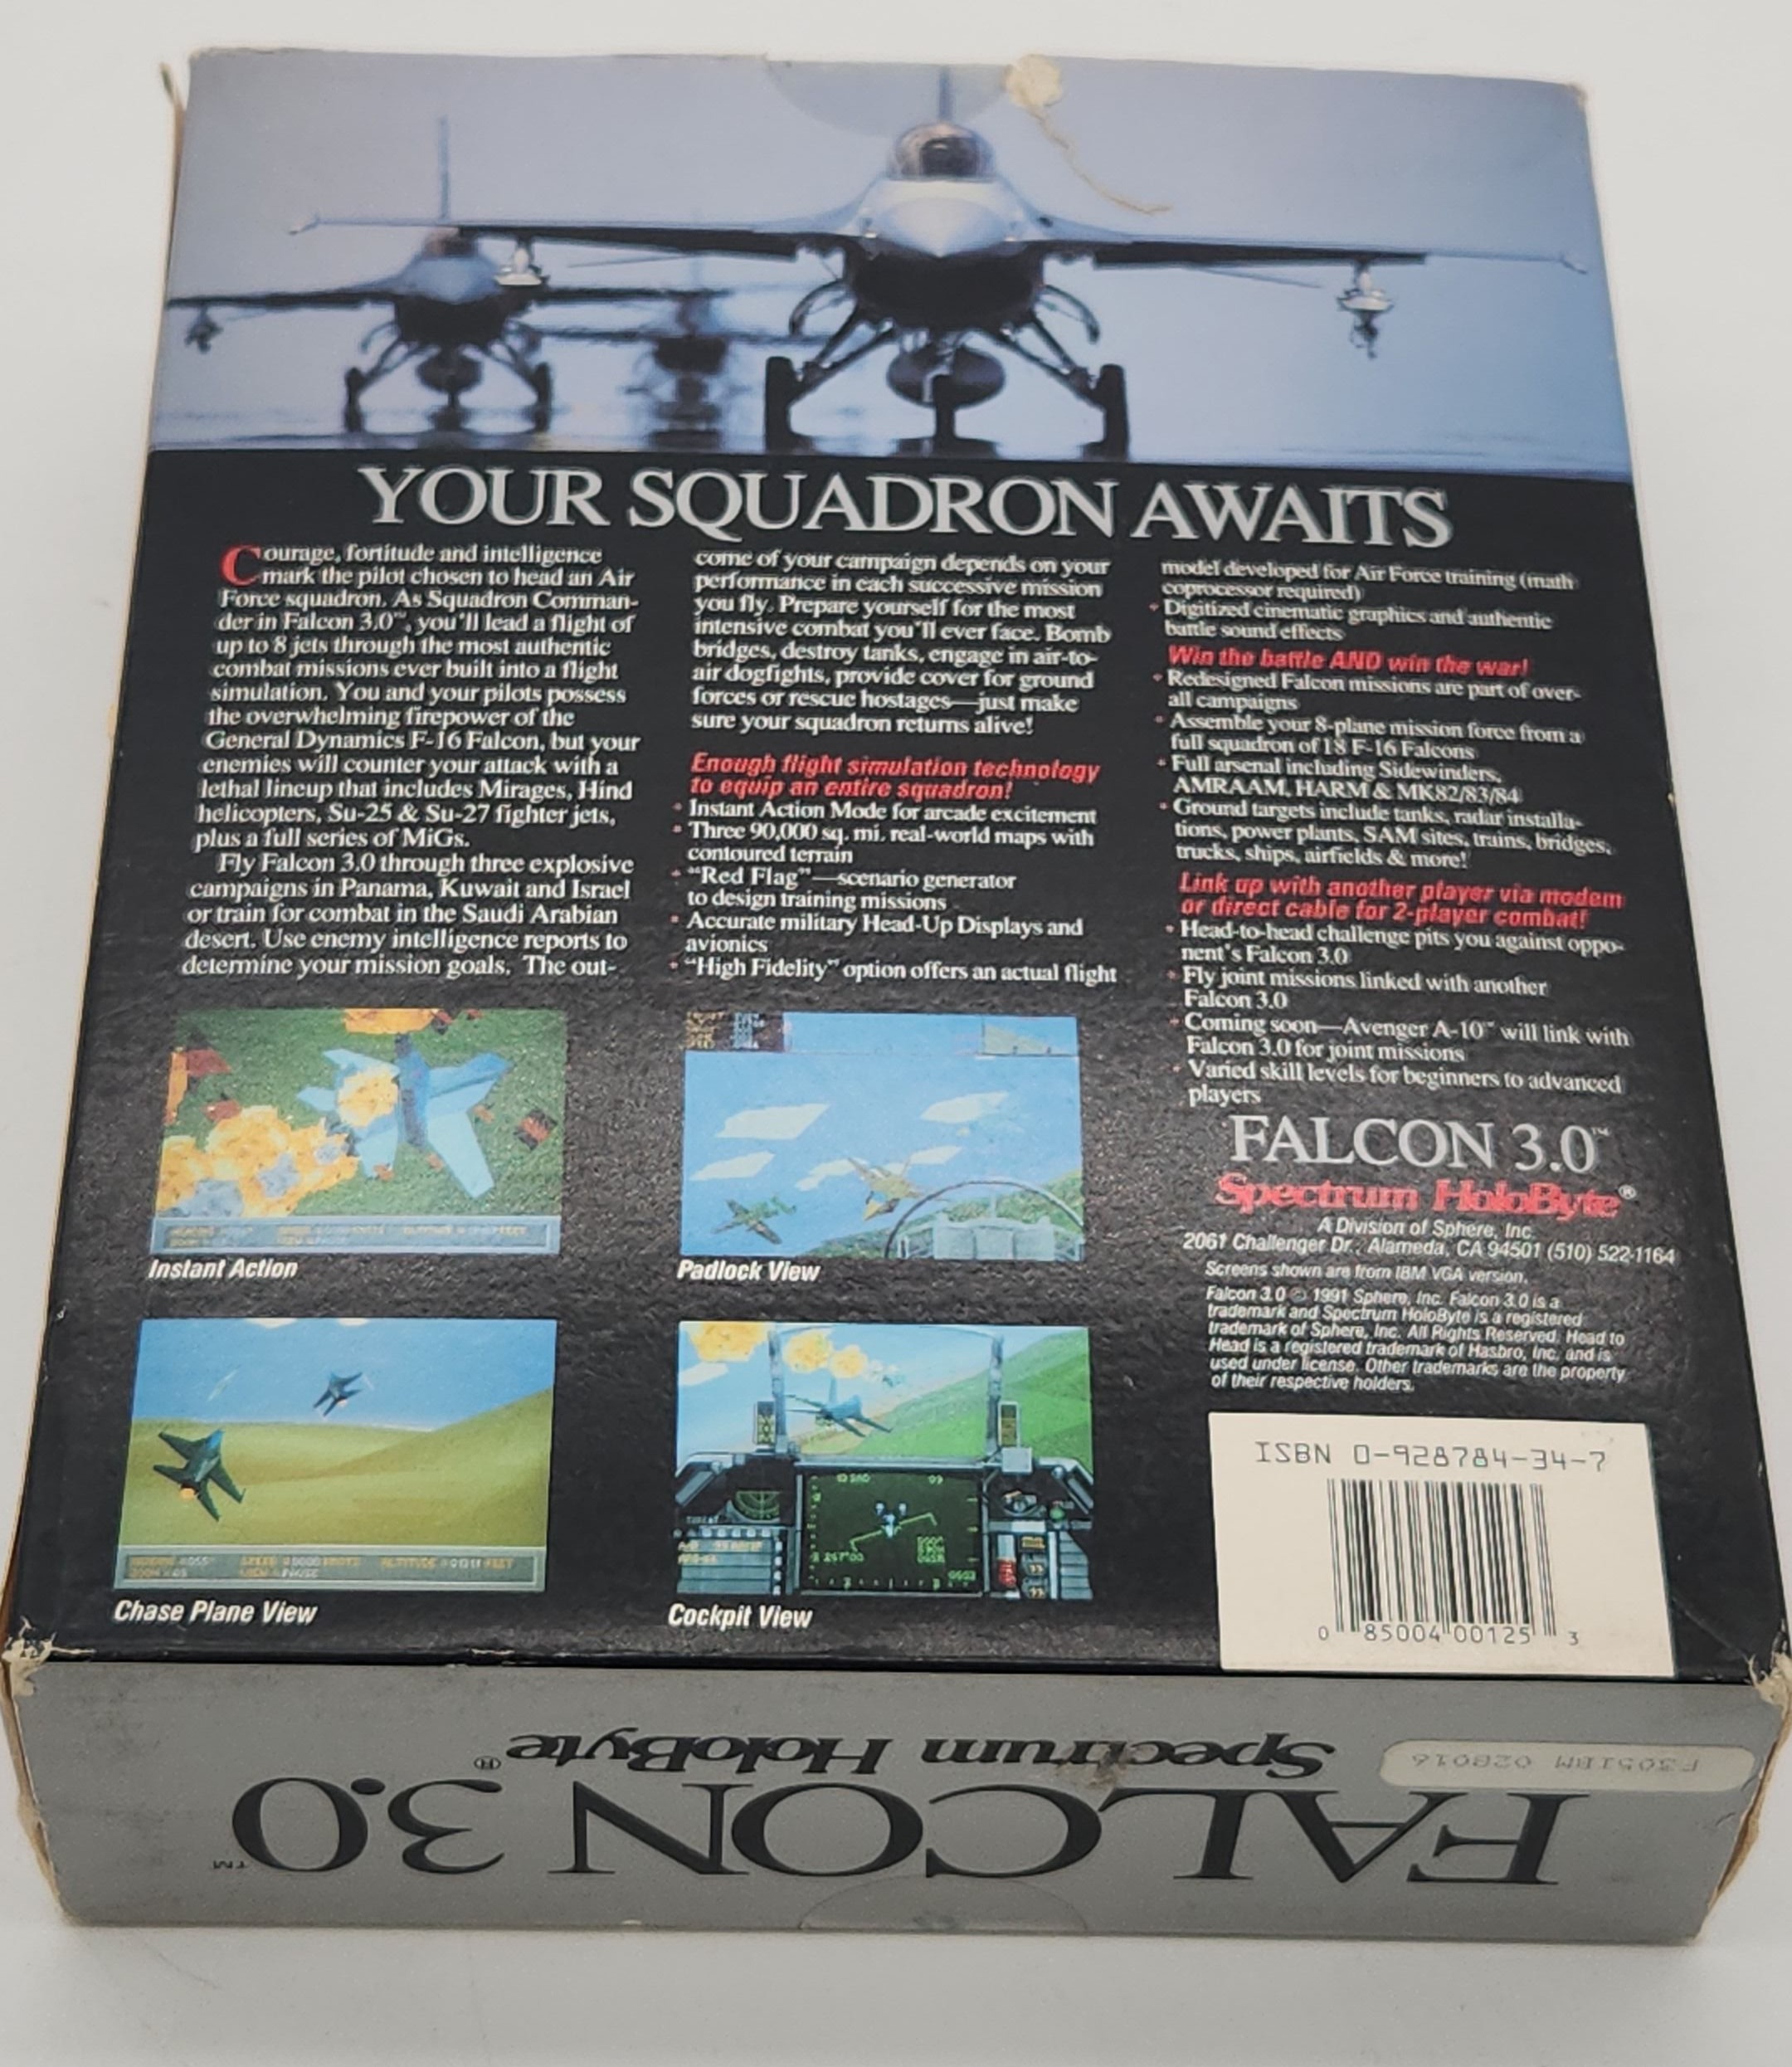 YOUR SQUADRON AWAITS
Courage, fortitude and intelligence
mark the pilot chosen to head an Air
Force squadron. As Squadron Comman-
der in Falcon 3.0™, you'll lead a flight of
up to 8 jets through the most authentic
combat missions ever built into a flight
simulation. You and your pilots possess
the overwhelming firepower of the
General Dynamics F-16 Falcon, but your
enemies will counter your attack with a
lethal lineup that includes Mirages, Hind
helicopters, Su-25 & Su-27 fighter jets,
plus a full series of MiGs.
Fly Falcon 3.0 through three explosive
campaigns in Panama, Kuwait and Israel
or train for combat in the Saudi Arabian
desert. Use enemy intelligence reports to
determine your mission goals. The out-
come of your campaign depends on your
performance in each successive mission
you fly. Prepare yourself for the most
intensive combat you'll ever face. Bomb
bridges, destroy tanks, engage in air-to-
air dogfights, provide cover for ground
forces or rescue hostages—just make
sure your squadron returns alive!
Enough flight simulation technology
to equip an entire squadron!
• Instant Action Mode for arcade excitement
• Three 90,000 sq. mi. real-world maps with
contoured terrain
• "Red Flag"—scenario generator
to design training missions
• Accurate military Head-Up Displays and
avionics
• "High Fidelity" option offers an actual flight
model developed for Air Force training (math
coprocessor required)
• Digitized cinematic graphics and authentic
battle sound effects
Win the battle AND win the war!
• Redesigned Falcon missions are part of over-
all campaigns
• Assemble your 8-plane mission force from a
full squadron of 18 F-16 Falcons
• Full arsenal including Sidewinders,
AMRAAM, HARM & MK82/83/84
• Ground targets include tanks, radar installa-
tions, power plants, SAM sites, trains, bridges,
trucks, ships, airfields & more!
Link up with another player via modem
or direct cable for 2-player combat!
• Head-to-head challenge pits you against oppo-
nent's Falcon 3.0
• Fly joint missions linked with another
Falcon 3.0
• Coming soon—Avenger A-10™ will link with
Falcon 3.0 for joint missions
• Varied skill levels for beginners to advanced
players
Instant Action
Padlock View
Chase Plane View
Cockpit View
FALCON 3.0™
Spectrum HoloByte®
A Division of Sphere, Inc.
2061 Challenger Dr., Alameda, CA 94501 (510) 522-1164
Screens shown are from IBM VGA version.
Falcon 3.0 © 1991 Sphere, Inc. Falcon 3.0 is a
trademark and Spectrum HoloByte is a registered
trademark of Sphere, Inc. All Rights Reserved. Head to
Head is a registered trademark of Hasbro, Inc. and is
used under license. Other trademarks are the property
of their respective holders.
ISBN 0-928784-34-7
0 85004 00125 3
FALCON 3.0™
Spectrum HoloByte®
F3051BM 028016